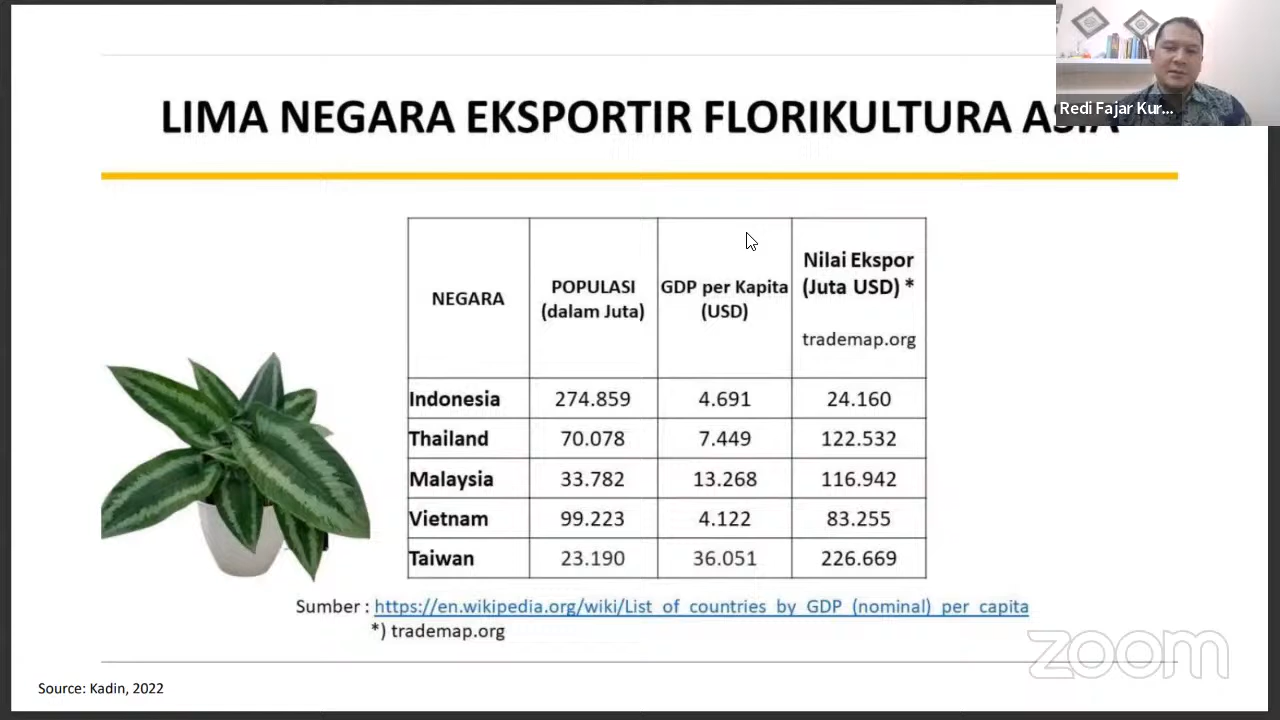 LIMA NEGARA EKSPORTIR FLORIKULTURA ASIA
Redi Fajar Kur...
NEGARA
POPULASI
(dalam Juta)
GDP per Kapita
(USD)
Nilai Ekspor
(Juta USD) *
trademap.org
Indonesia 274.859 4.691 24.160
Thailand 70.078 7.449 122.532
Malaysia 33.782 13.268 116.942
Vietnam 99.223 4.122 83.255
Taiwan 23.190 36.051 226.669
Sumber : https://en.wikipedia.org/wiki/List_of_countries_by_GDP_(nominal)_per_capita
*) trademap.org
zoom
Source: Kadin, 2022